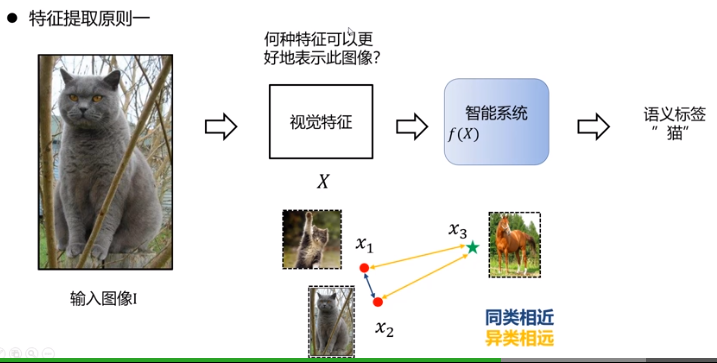 ● 特征提取原则一
何种特征可以更
好地表示此图像?
视觉特征
智能系统
f(X)
语义标签
”猫”
X
输入图像I
x₁
x₂
x₃
同类相近
异类相远